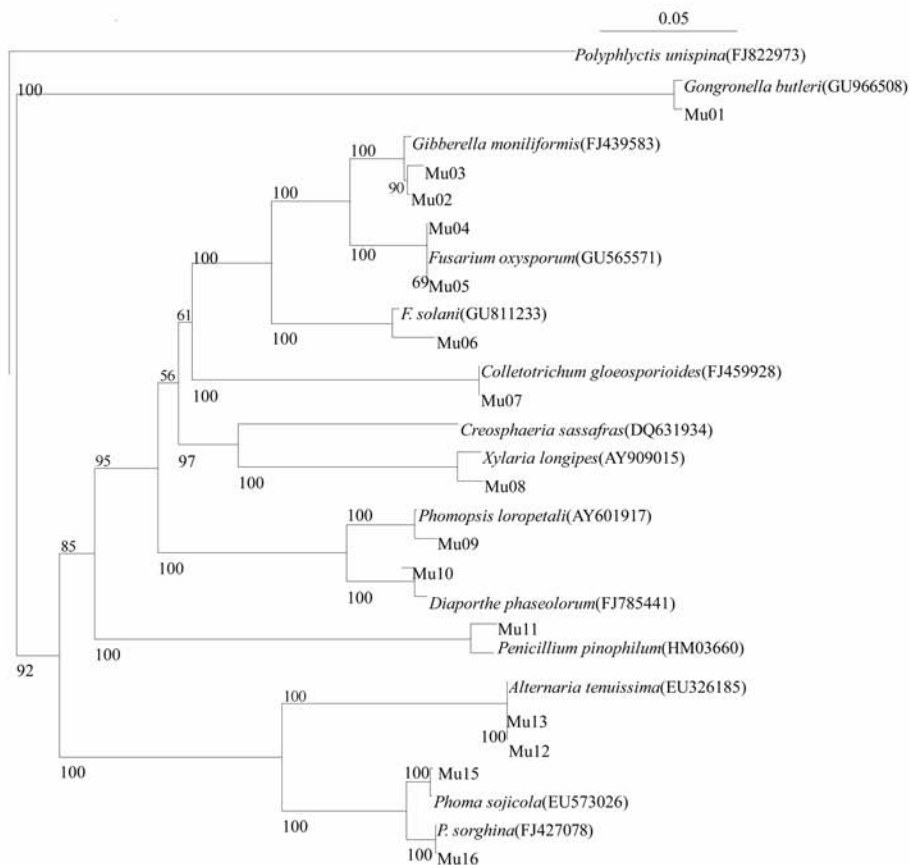 0.05
Polyphlyctis unispina(FJ822973)
100
Gongronella butleri(GU966508)
Mu01
Gibberella moniliformis(FJ439583)
100
Mu03
90
Mu02
100
Mu04
100
Fusarium oxysporum(GU565571)
100
69
Mu05
F. solani(GU811233)
61
100
Mu06
Colletotrichum gloeosporioides(FJ459928)
56
100
Mu07
Creosphaeria sassafras(DQ631934)
97
Xylaria longipes(AY909015)
95
100
Mu08
Phomopsis loropetali(AY601917)
100
Mu09
85
100
Mu10
100
Diaporthe phaseolorum(FJ785441)
Mu11
Penicillium pinophilum(HM03660)
100
92
Alternaria tenuissima(EU326185)
100
Mu13
100
Mu12
100
100
Mu15
Phoma sojicola(EU573026)
100
P. sorghina(FJ427078)
100
Mu16